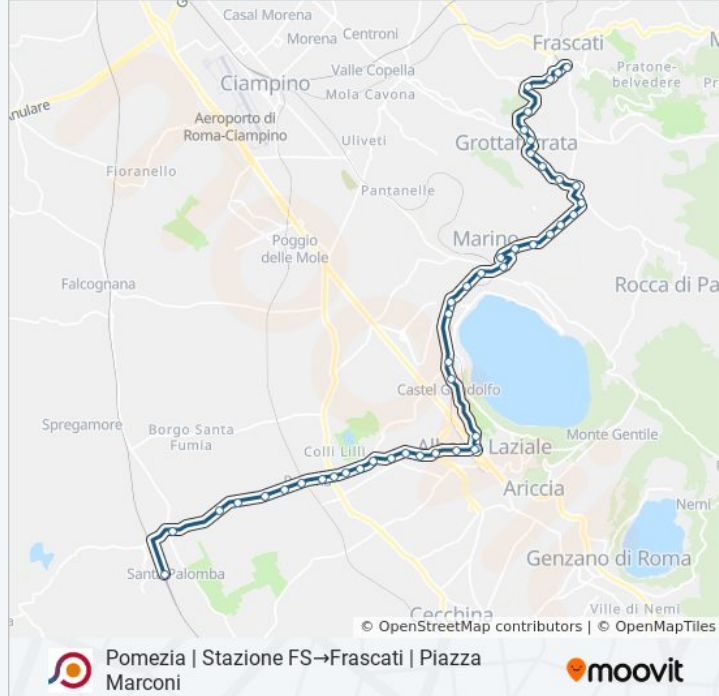 Casal Morena
Frascati
Morena
Centroni
Valle Copella
Pratone-
belvedere
Ciampino
Mola Cavona
Anulare
Aeroporto di
Roma-Ciampino
Uliveti
Grottaferrata
Fioranello
Pantanelle
Marino
Poggio
delle Mole
Falcognana
Rocca di Pa
Castel Gandolfo
Spregamore
Borgo Santa
Fumia
Monte Gentile
Colli Lilli
Albano Laziale
Ariccia
Nemi
Santa Palomba
Genzano di Roma
Ville di Nemi
Cecchina
© OpenStreetMap contributors | © OpenMapTiles
Pomezia | Stazione FS→Frascati | Piazza
Marconi
moovit